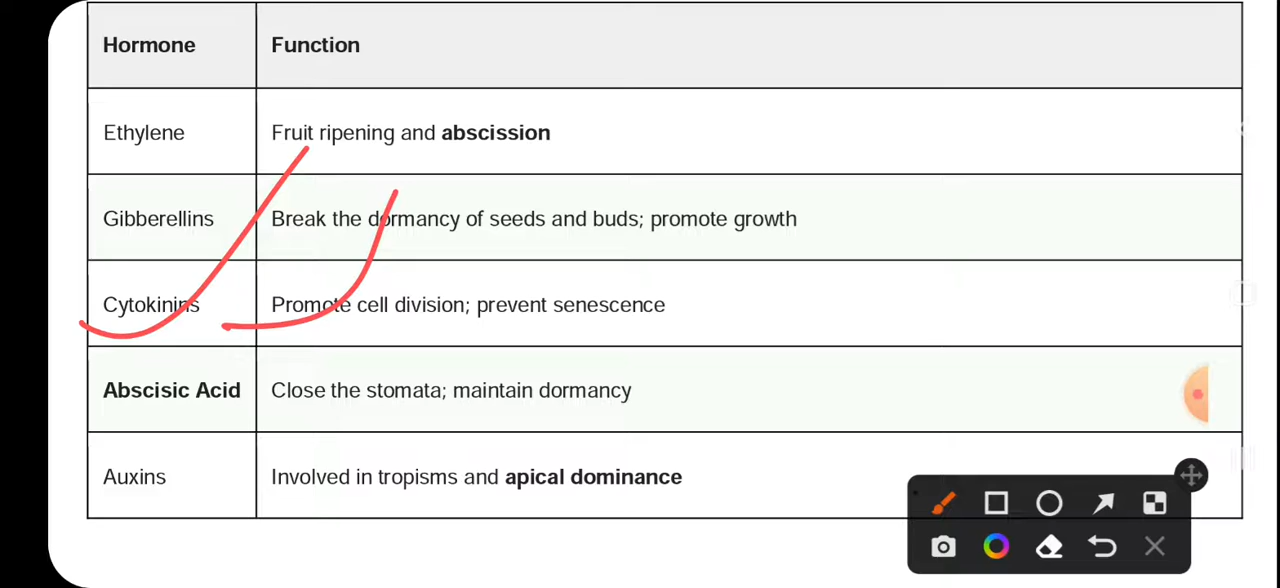 Hormone Function
Ethylene Fruit ripening and abscission
Gibberellins Break the dormancy of seeds and buds; promote growth
Cytokinins Promote cell division; prevent senescence
Abscisic Acid Close the stomata; maintain dormancy
Auxins Involved in tropisms and apical dominance